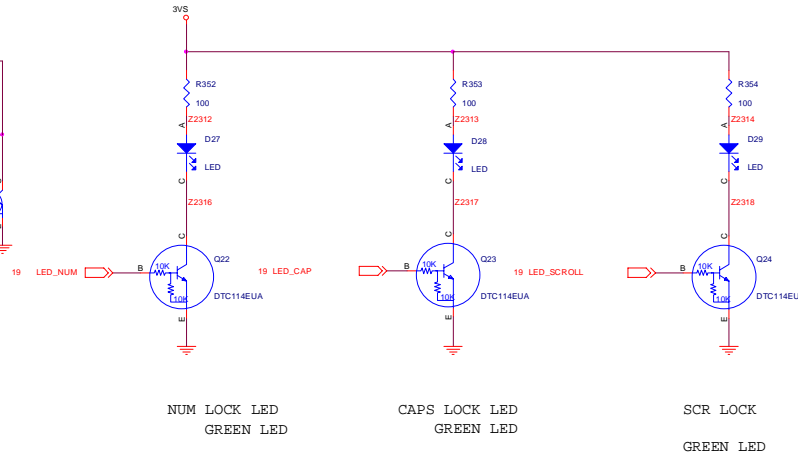 3VS
R352
100
Z2312
A
D27
LED
C
Z2316
C
Q22
B
10K
10K
DTC114EUA
E
19 LED_NUM
R353
100
Z2313
A
D28
LED
C
Z2317
C
Q23
B
10K
10K
DTC114EUA
E
19 LED_CAP
R354
100
Z2314
A
D29
LED
C
Z2318
C
Q24
B
10K
10K
DTC114EU
E
19 LED_SCROLL
NUM LOCK LED
GREEN LED
CAPS LOCK LED
GREEN LED
SCR LOCK
GREEN LED